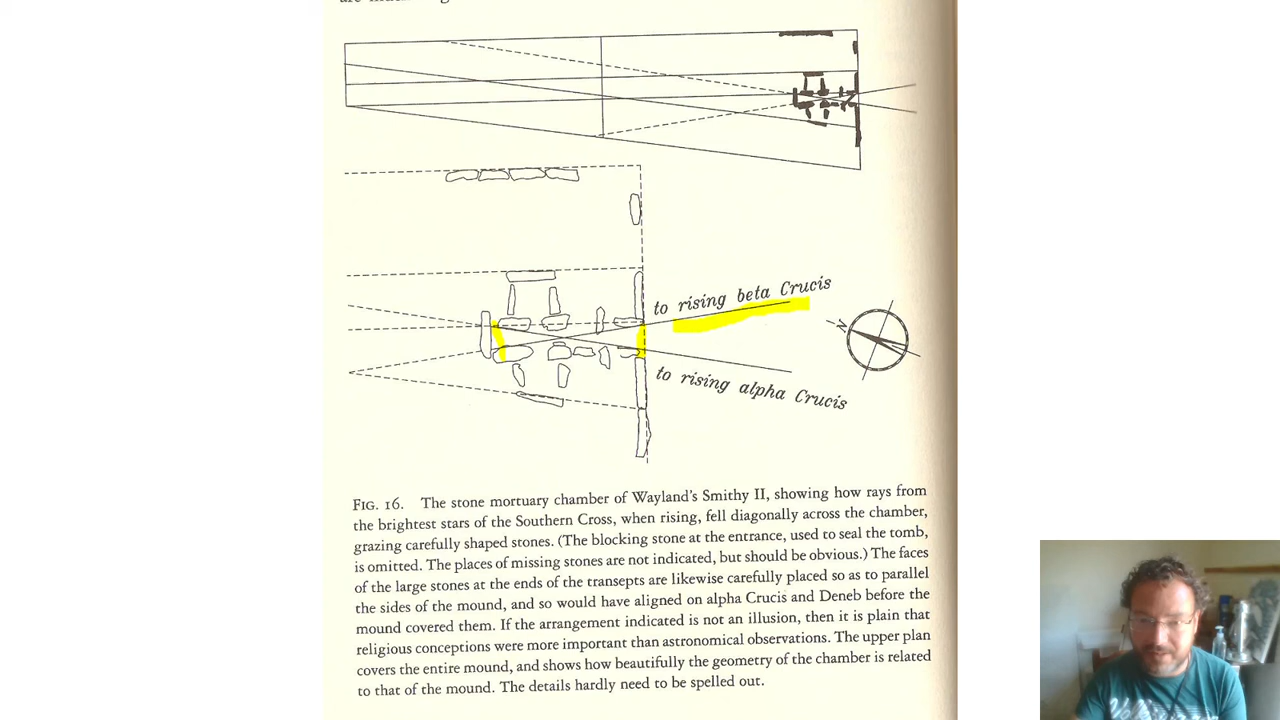 to rising beta Crucis
N
to rising alpha Crucis
FIG. 16. The stone mortuary chamber of Wayland's Smithy II, showing how rays from
the brightest stars of the Southern Cross, when rising, fell diagonally across the chamber,
grazing carefully shaped stones. (The blocking stone at the entrance, used to seal the tomb,
is omitted. The places of missing stones are not indicated, but should be obvious.) The faces
of the large stones at the ends of the transepts are likewise carefully placed so as to parallel
the sides of the mound, and so would have aligned on alpha Crucis and Deneb before the
mound covered them. If the arrangement indicated is not an illusion, then it is plain that
religious conceptions were more important than astronomical observations. The upper plan
covers the entire mound, and shows how beautifully the geometry of the chamber is related
to that of the mound. The details hardly need to be spelled out.